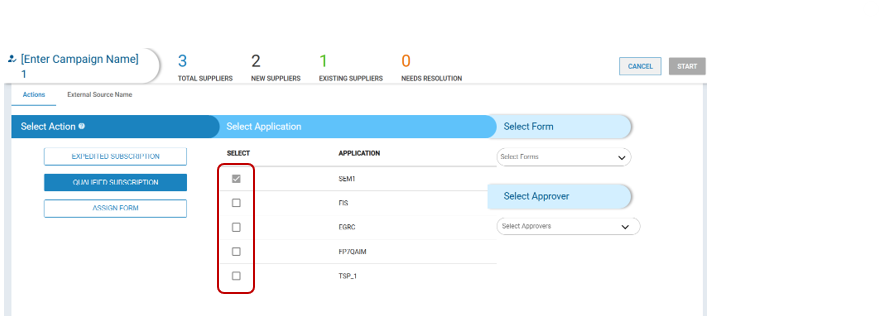 [Enter Campaign Name]
1
3
TOTAL SUPPLIERS
2
NEW SUPPLIERS
1
EXISTING SUPPLIERS
0
NEEDS RESOLUTION
CANCEL
START
Actions
External Source Name
Select Action
Select Application
Select Form
EXPEDITED SUBSCRIPTION
QUALIFIED SUBSCRIPTION
ASSIGN FORM
SELECT
APPLICATION
SEM1
FIS
EGRC
FP7QAIM
TSP_1
Select Forms
Select Approver
Select Approvers